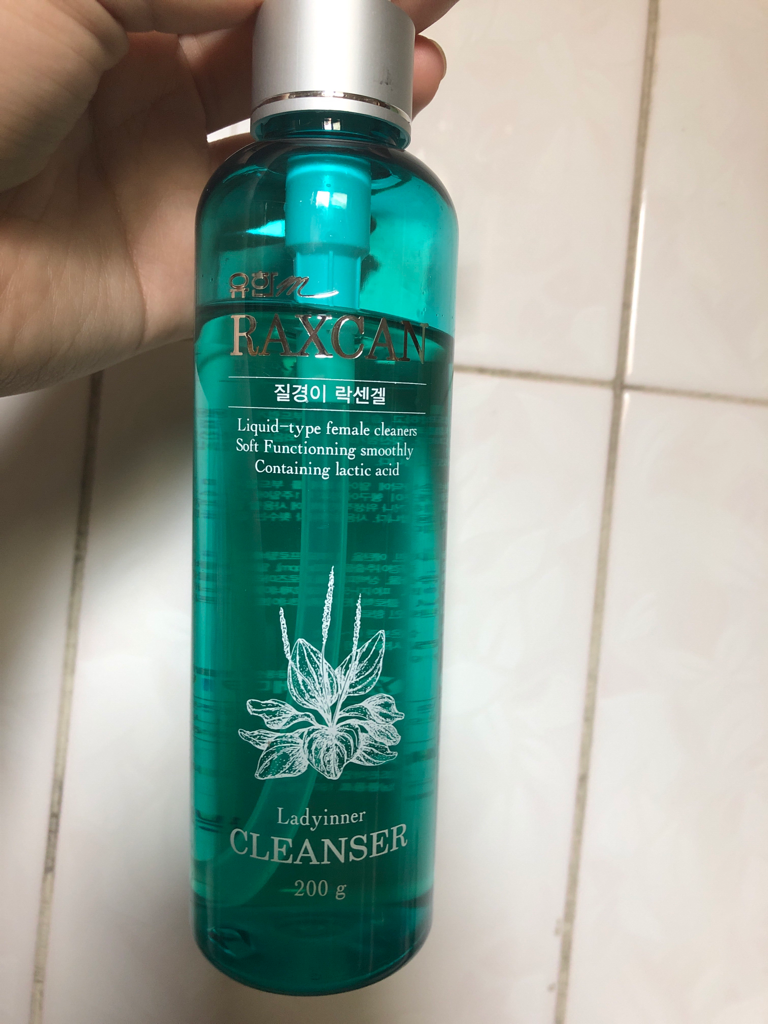 유한m
RAXCAN
질경이 락센겔
Liquid-type female cleaners
Soft Functionning smoothly
Containing lactic acid
Ladyinner
CLEANSER
200 g